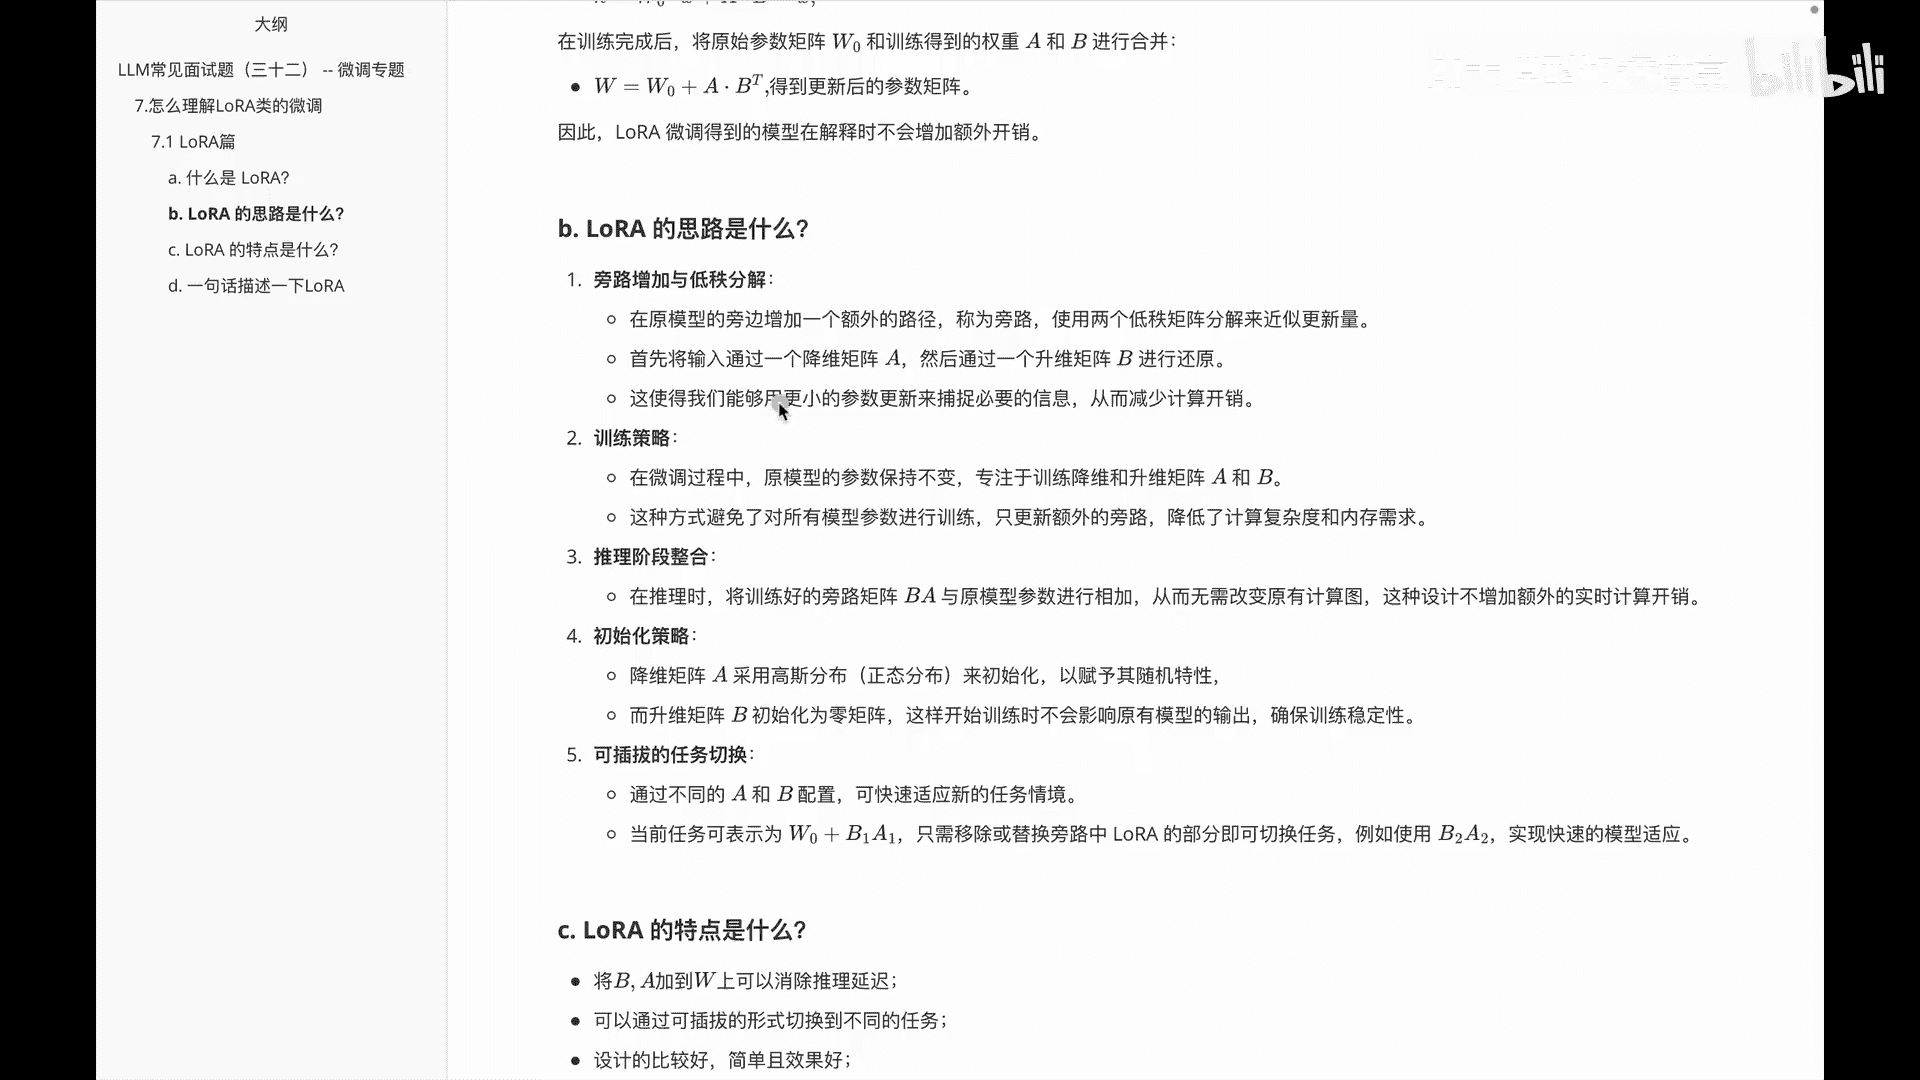 大纲
LLM常见面试题（三十二） -- 微调专题
7.怎么理解LoRA类的微调
7.1 LoRA篇
a. 什么是 LoRA？
b. LoRA 的思路是什么？
c. LoRA 的特点是什么？
d. 一句话描述一下LoRA
在训练完成后，将原始参数矩阵 W₀ 和训练得到的权重 A 和 B 进行合并：
• W = W₀ + A · Bᵀ,得到更新后的参数矩阵。
因此，LoRA 微调得到的模型在解释时不会增加额外开销。
b. LoRA 的思路是什么？
1. 旁路增加与低秩分解：
◦ 在原模型的旁边增加一个额外的路径，称为旁路，使用两个低秩矩阵分解来近似更新量。
◦ 首先将输入通过一个降维矩阵 A，然后通过一个升维矩阵 B 进行还原。
◦ 这使得我们能够用更小的参数更新来捕捉必要的信息，从而减少计算开销。
2. 训练策略：
◦ 在微调过程中，原模型的参数保持不变，专注于训练降维和升维矩阵 A 和 B。
◦ 这种方式避免了对所有模型参数进行训练，只更新额外的旁路，降低了计算复杂度和内存需求。
3. 推理阶段整合：
◦ 在推理时，将训练好的旁路矩阵 BA 与原模型参数进行相加，从而无需改变原有计算图，这种设计不增加额外的实时计算开销。
4. 初始化策略：
◦ 降维矩阵 A 采用高斯分布（正态分布）来初始化，以赋予其随机特性，
◦ 而升维矩阵 B 初始化为零矩阵，这样开始训练时不会影响原有模型的输出，确保训练稳定性。
5. 可插拔的任务切换：
◦ 通过不同的 A 和 B 配置，可快速适应新的任务情境。
◦ 当前任务可表示为 W₀ + B₁A₁，只需移除或替换旁路中 LoRA 的部分即可切换任务，例如使用 B₂A₂，实现快速的模型适应。
c. LoRA 的特点是什么？
• 将B, A加到W上可以消除推理延迟；
• 可以通过可插拔的形式切换到不同的任务；
• 设计的比较好，简单且效果好；
bilibili